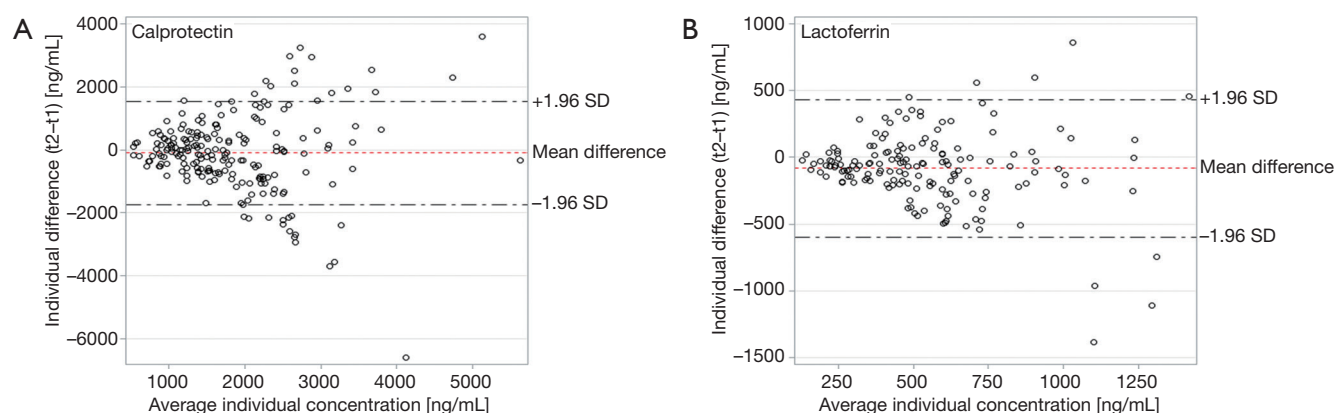 A
Calprotectin
Individual difference (t2–t1) [ng/mL]
4000
2000
0
−2000
−4000
−6000
+1.96 SD
Mean difference
−1.96 SD
1000 2000 3000 4000 5000
Average individual concentration [ng/mL]
B
Lactoferrin
Individual difference (t2–t1) [ng/mL]
1000
500
0
−500
−1000
−1500
+1.96 SD
Mean difference
−1.96 SD
250 500 750 1000 1250
Average individual concentration [ng/mL]